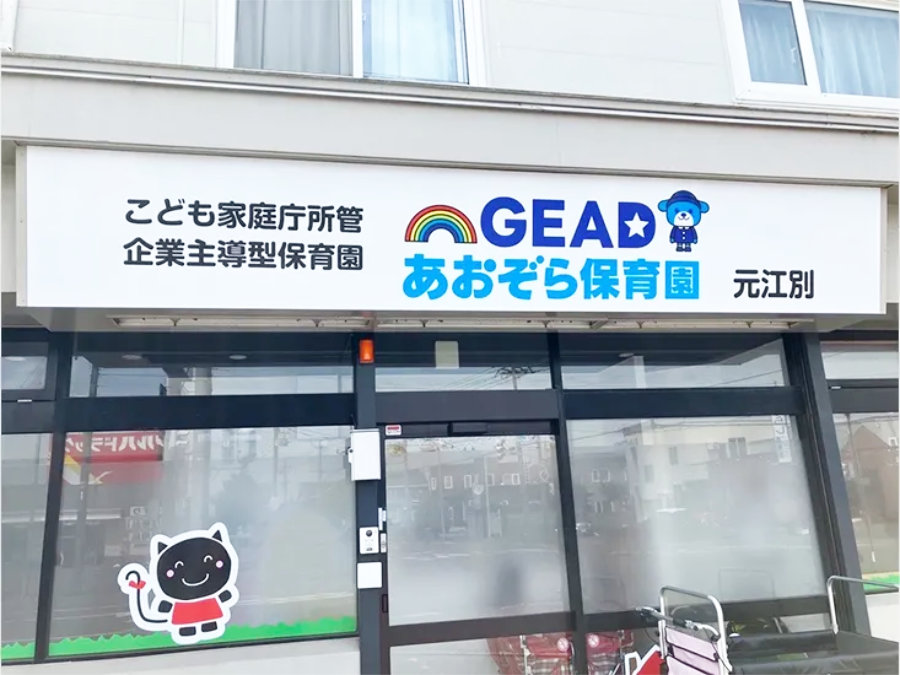 こども家庭庁所管
企業主導型保育園
GEAD
あおぞら保育園 元江別